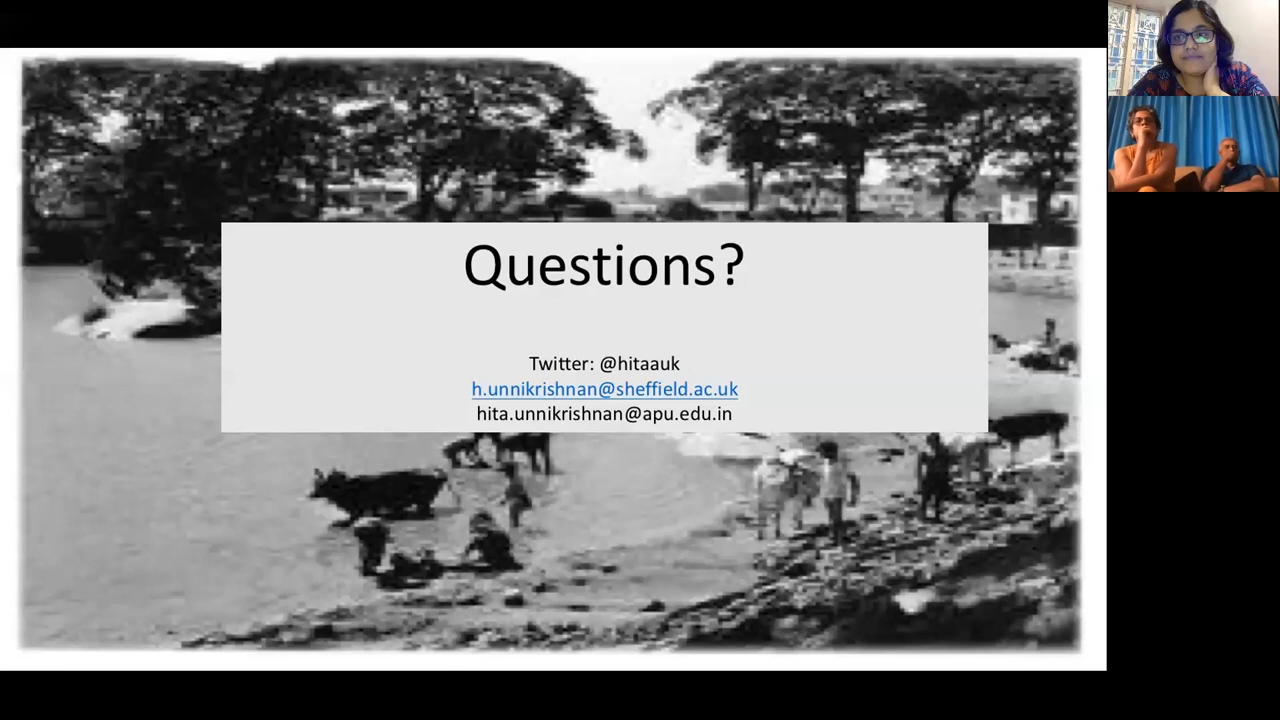 Questions?
Twitter: @hitaauk
h.unnikrishnan@sheffield.ac.uk
hita.unnikrishnan@apu.edu.in